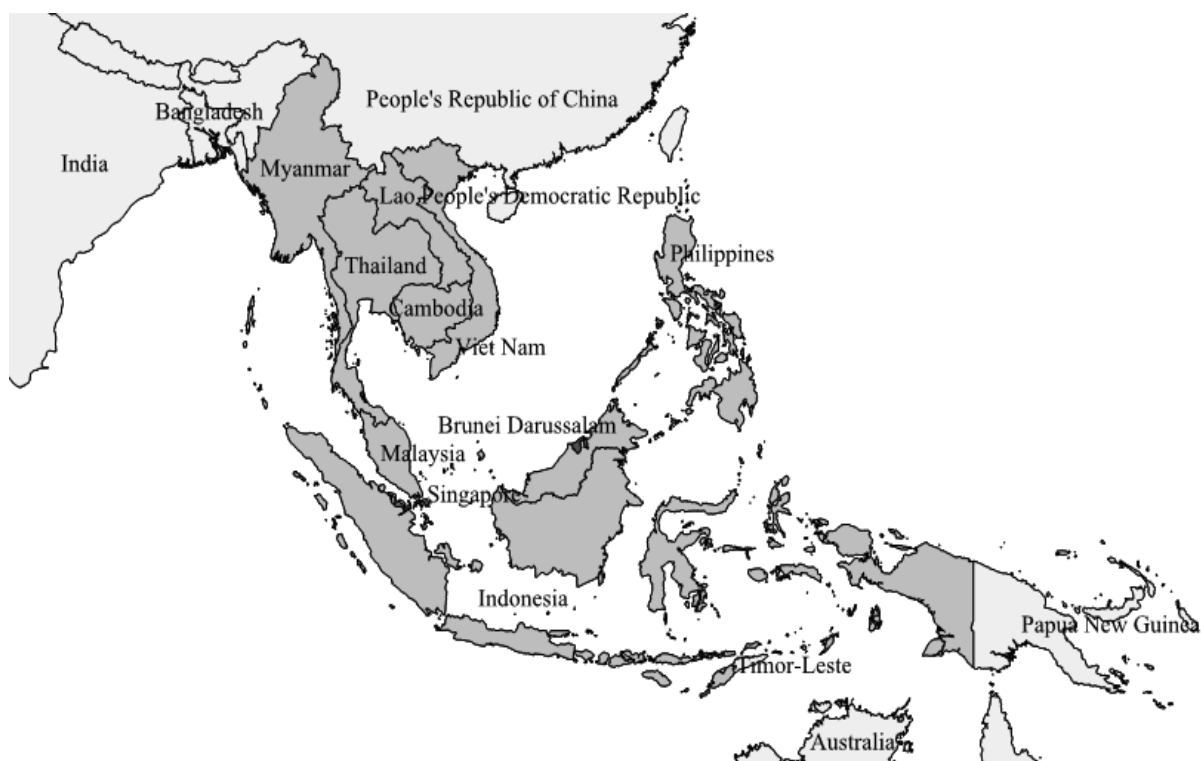 People's Republic of China
Bangladesh
India
Myanmar
Lao People's Democratic Republic
Philippines
Thailand
Cambodia
Viet Nam
Brunei Darussalam
Malaysia
Singapore
Indonesia
Papua New Guinea
Timor-Leste
Australia